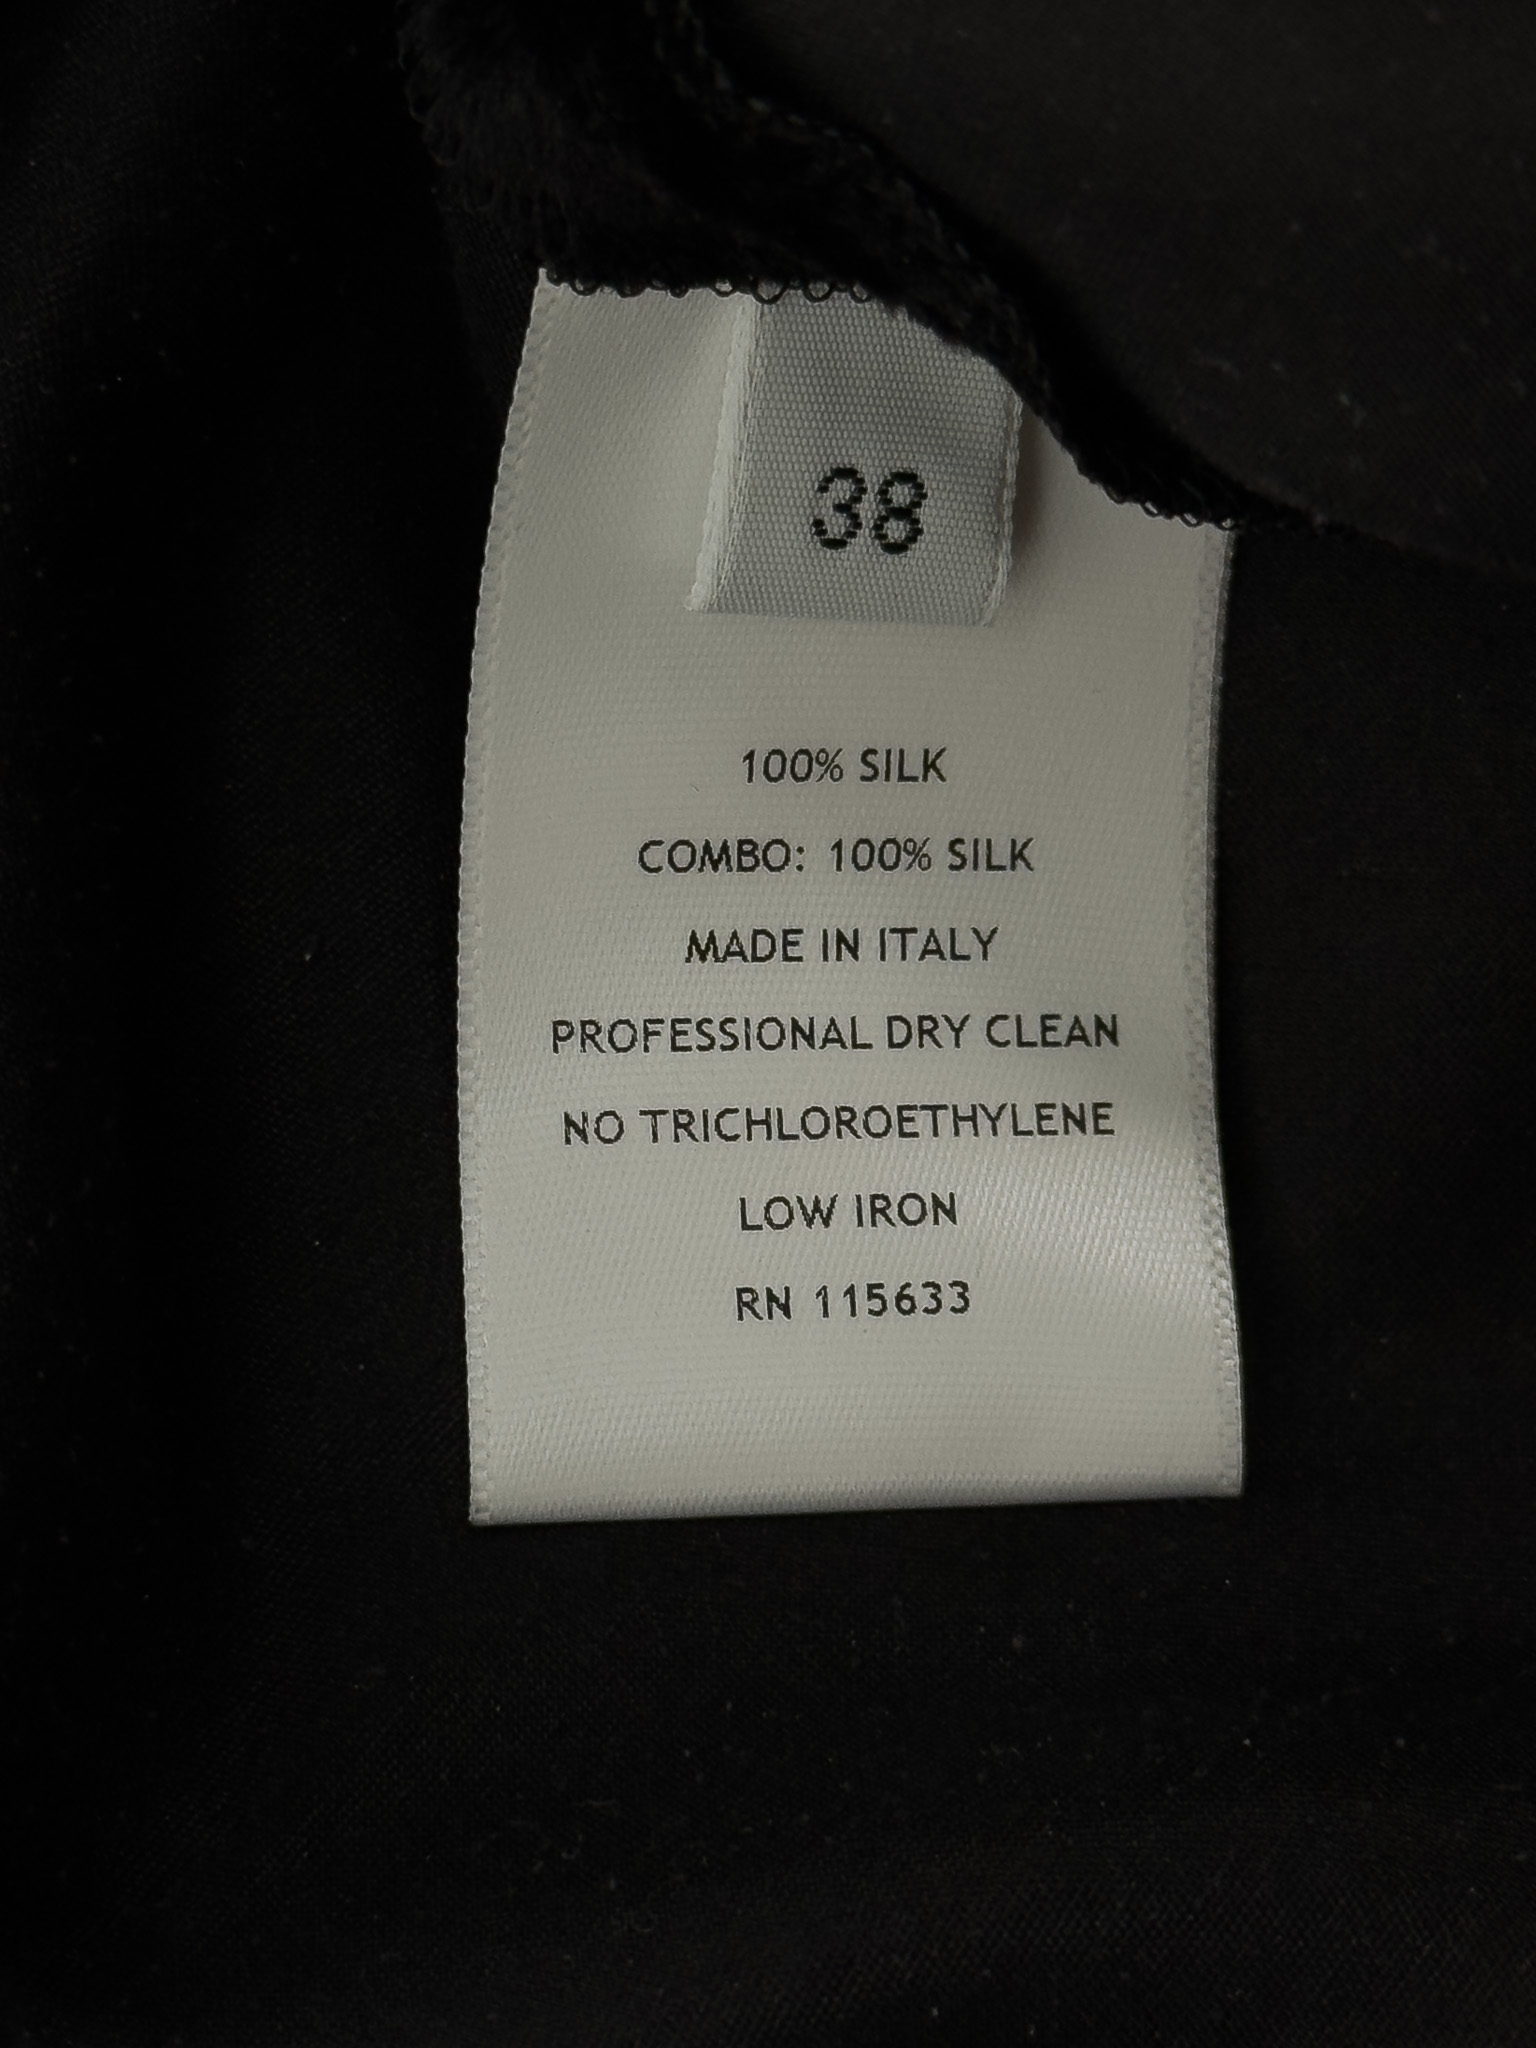 38
100% SILK
COMBO: 100% SILK
MADE IN ITALY
PROFESSIONAL DRY CLEAN
NO TRICHLOROETHYLENE
LOW IRON
RN 115633